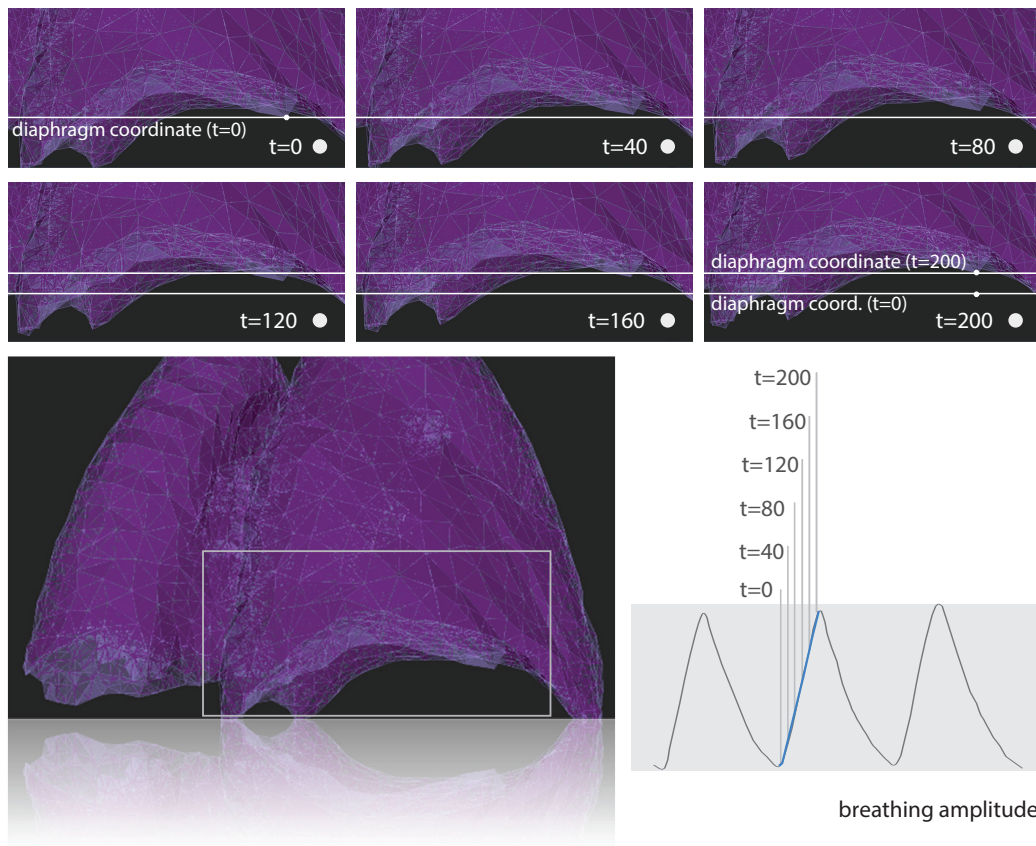 diaphragm coordinate (t=0)
t=0
t=40
t=80
t=120
t=160
diaphragm coordinate (t=200)
diaphragm coord. (t=0)
t=200
t=200
t=160
t=120
t=80
t=40
t=0
breathing amplitude